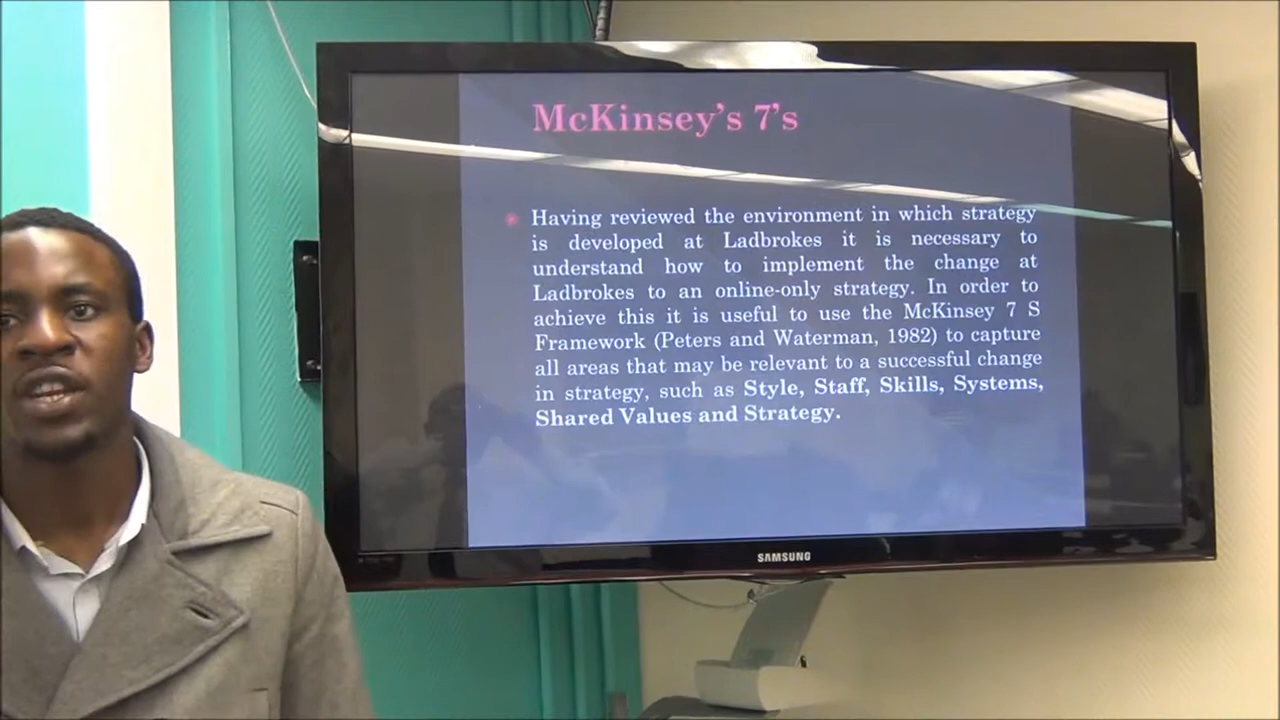 McKinsey's 7's
Having reviewed the environment in which strategy
is developed at Ladbrokes it is necessary to
understand how to implement the change at
Ladbrokes to an online-only strategy. In order to
achieve this it is useful to use the McKinsey 7 S
Framework (Peters and Waterman, 1982) to capture
all areas that may be relevant to a successful change
in strategy, such as Style, Staff, Skills, Systems,
Shared Values and Strategy.
SAMSUNG